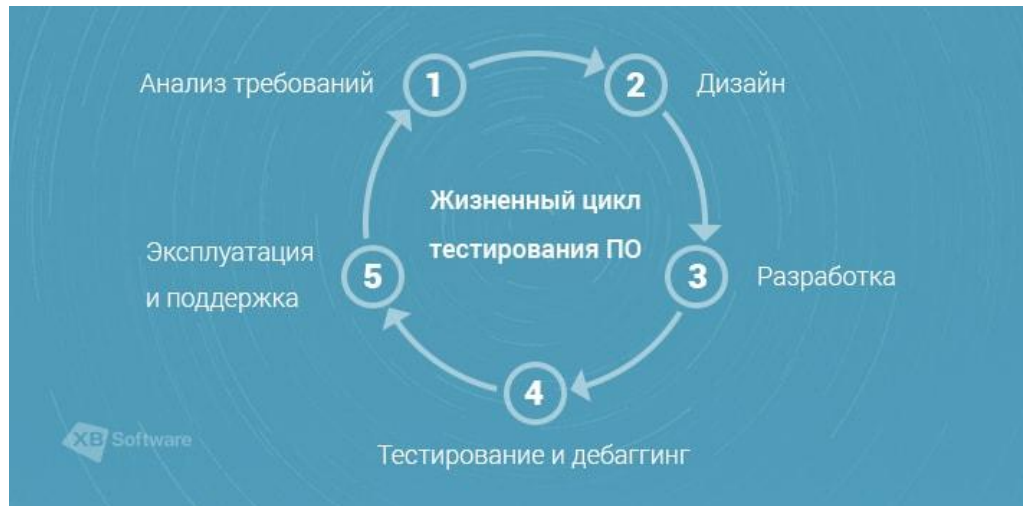 Анализ требований
1
2
Дизайн
Жизненный цикл
тестирования ПО
Эксплуатация
и поддержка
5
3
Разработка
4
XB Software
Тестирование и дебаггинг